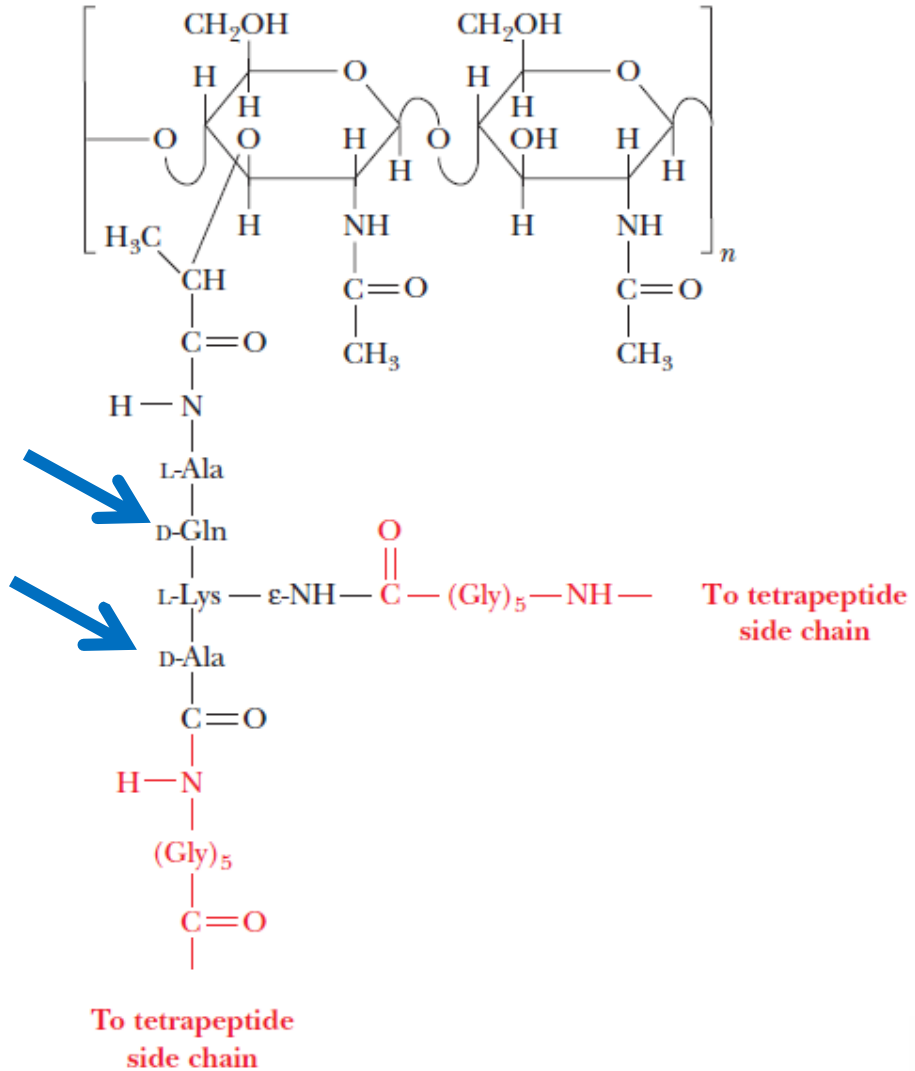 CH₂OH CH₂OH
H O H O
H H
O O H O OH H
H H
H NH H NH
H₃C n
CH C=O C=O
C=O CH₃ CH₃
H — N
L-Ala
O
D-Gln
L-Lys — ε-NH — C — (Gly)₅ — NH — To tetrapeptide
side chain
D-Ala
C=O
H — N
(Gly)₅
C=O
To tetrapeptide
side chain